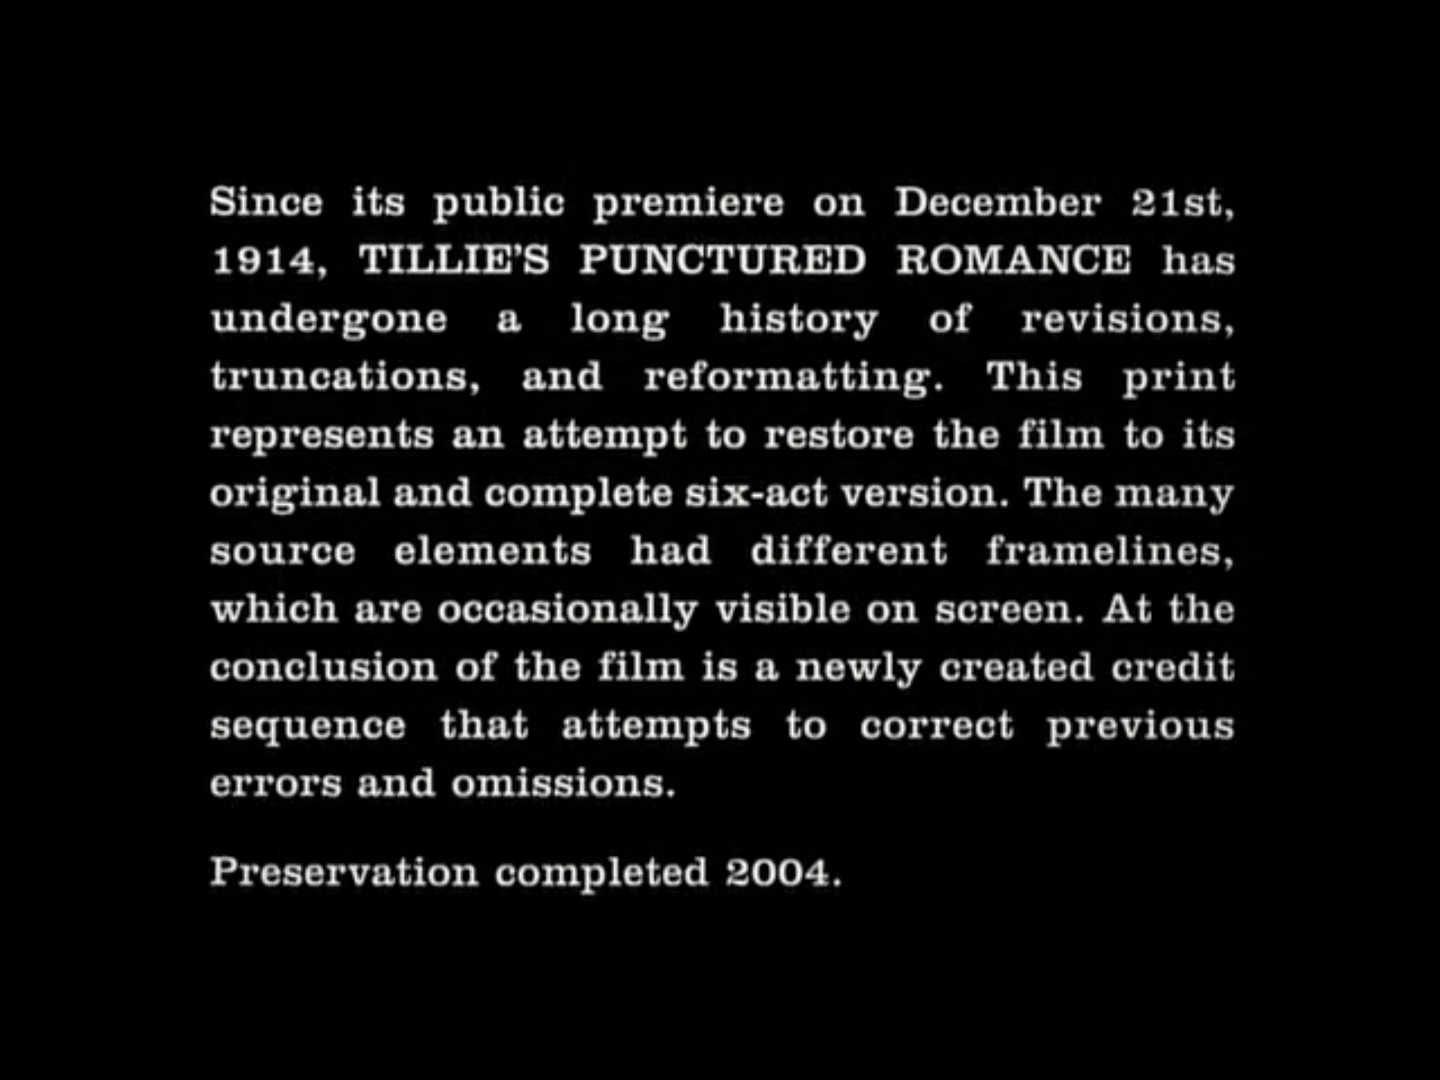 Since its public premiere on December 21st,
1914, TILLIE'S PUNCTURED ROMANCE has
undergone a long history of revisions,
truncations, and reformatting. This print
represents an attempt to restore the film to its
original and complete six-act version. The many
source elements had different framelines,
which are occasionally visible on screen. At the
conclusion of the film is a newly created credit
sequence that attempts to correct previous
errors and omissions.
Preservation completed 2004.